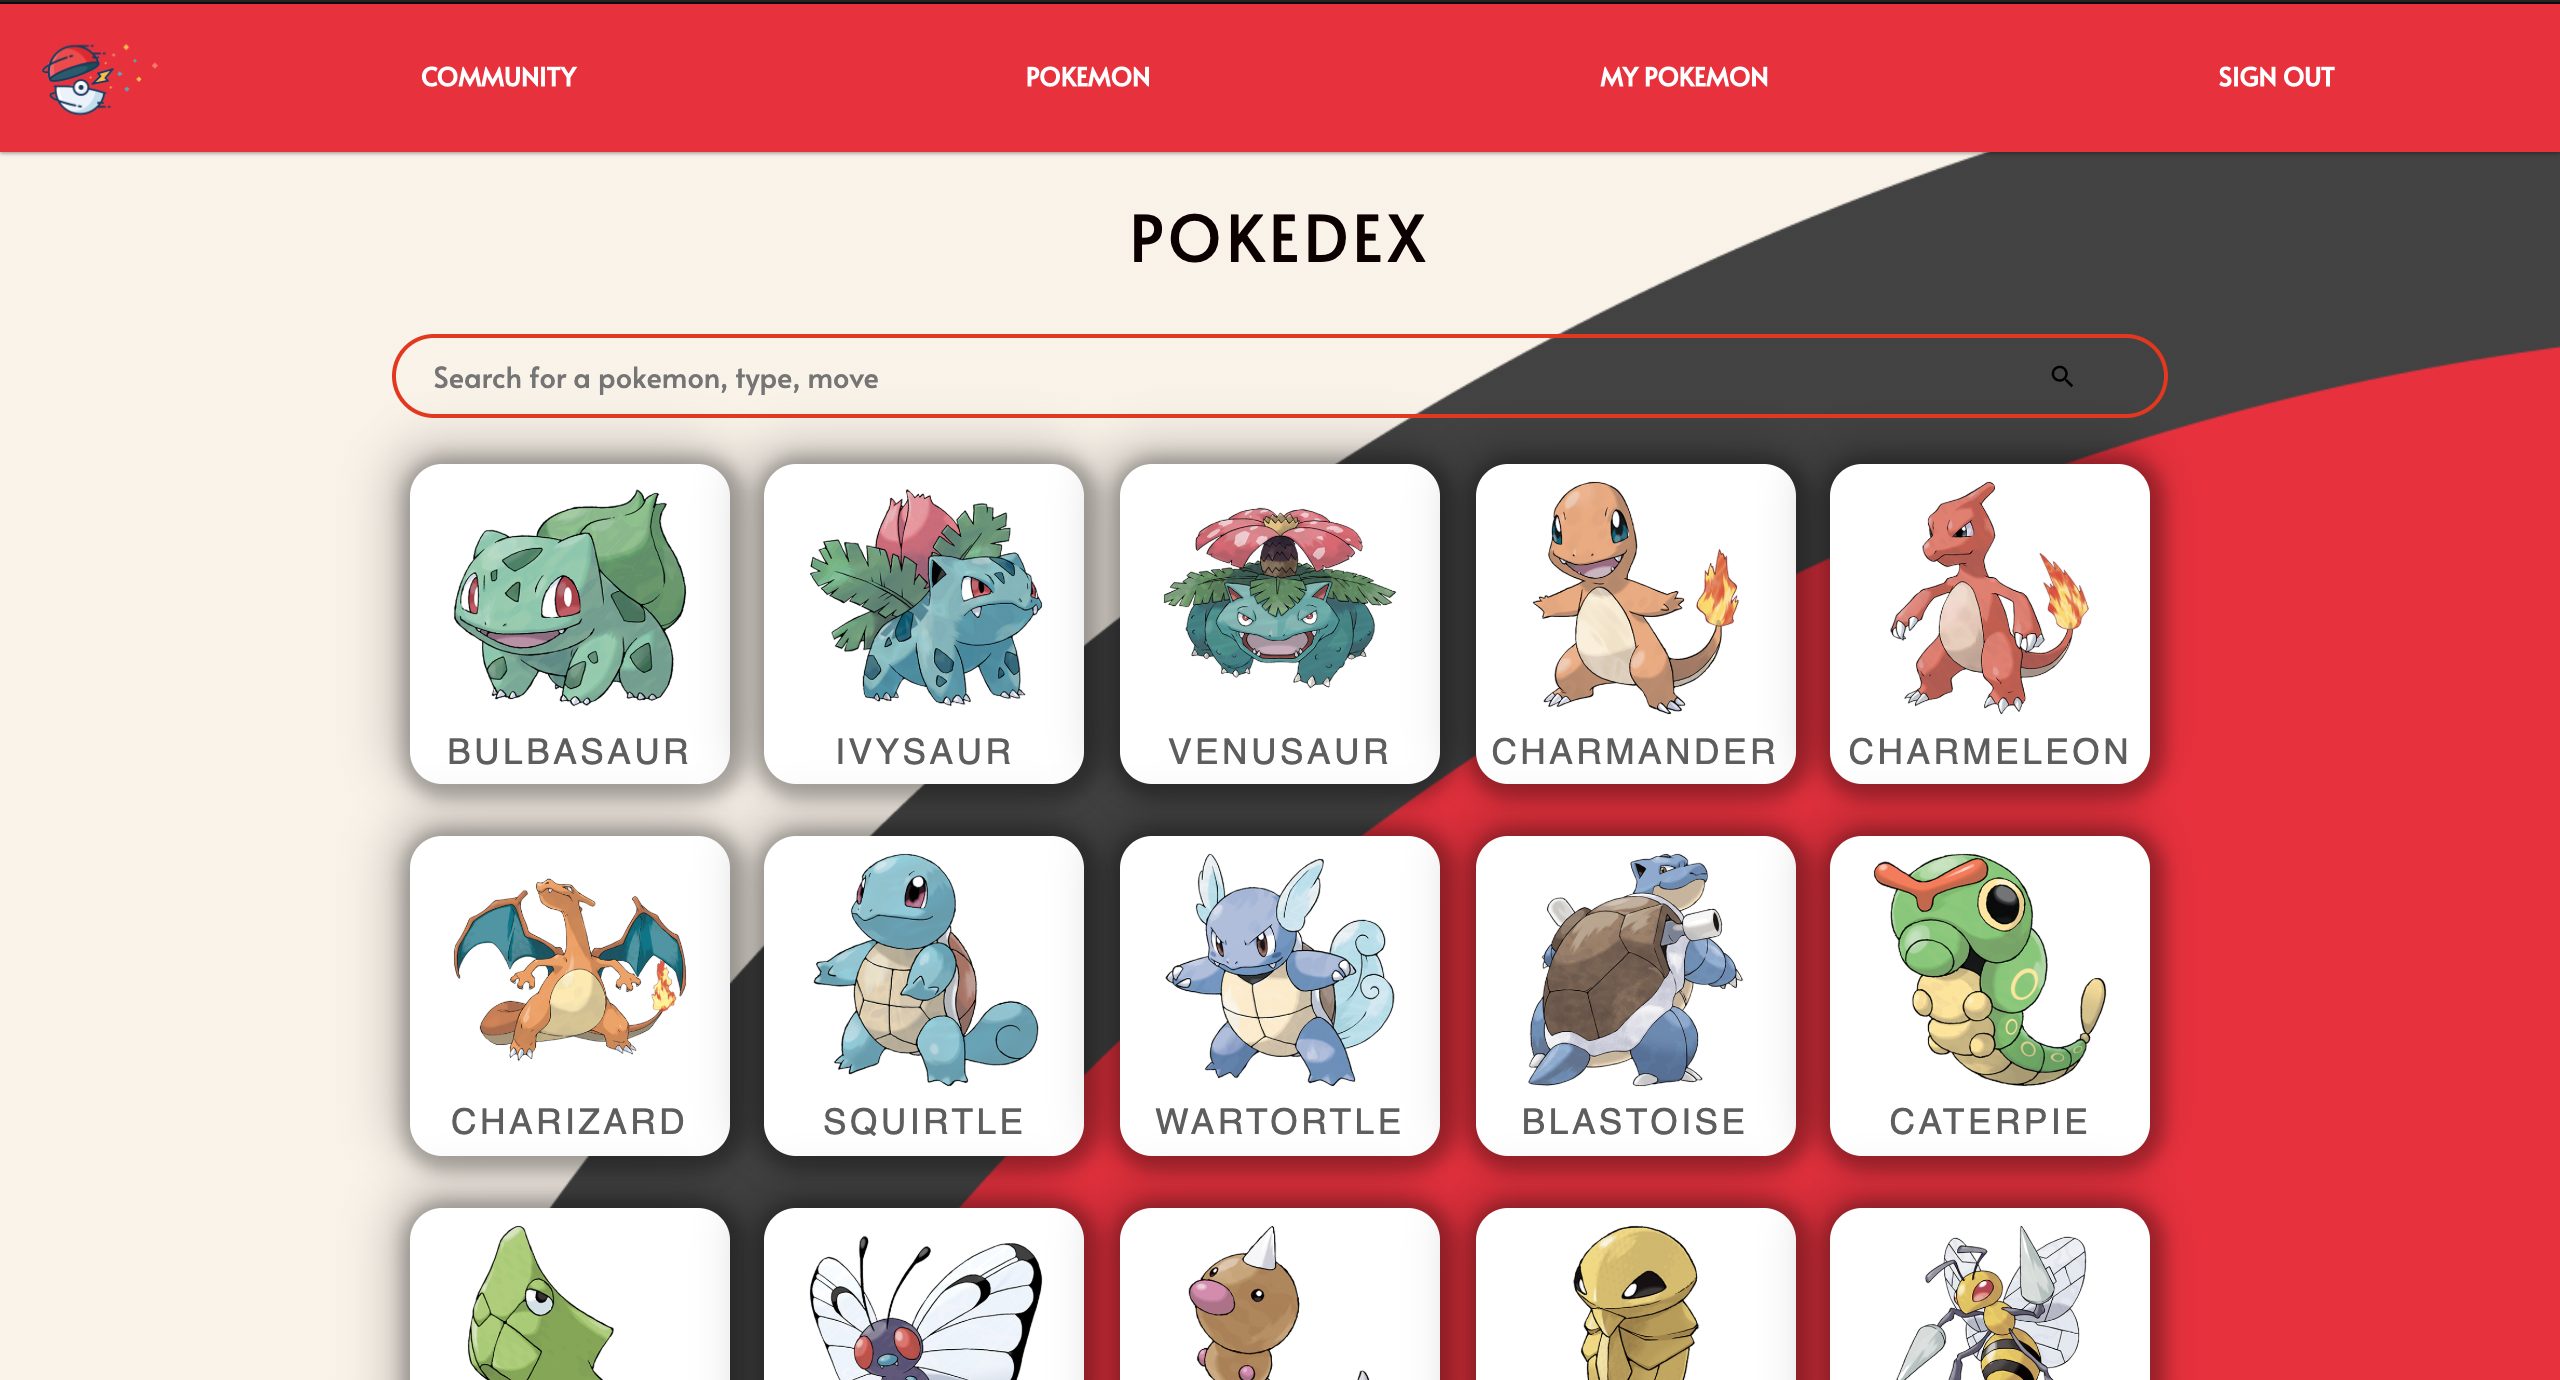 COMMUNITY POKEMON MY POKEMON SIGN OUT
POKEDEX
Search for a pokemon, type, move
BULBASAUR IVYSAUR VENUSAUR CHARMANDER CHARMELEON
CHARIZARD SQUIRTLE WARTORTLE BLASTOISE CATERPIE